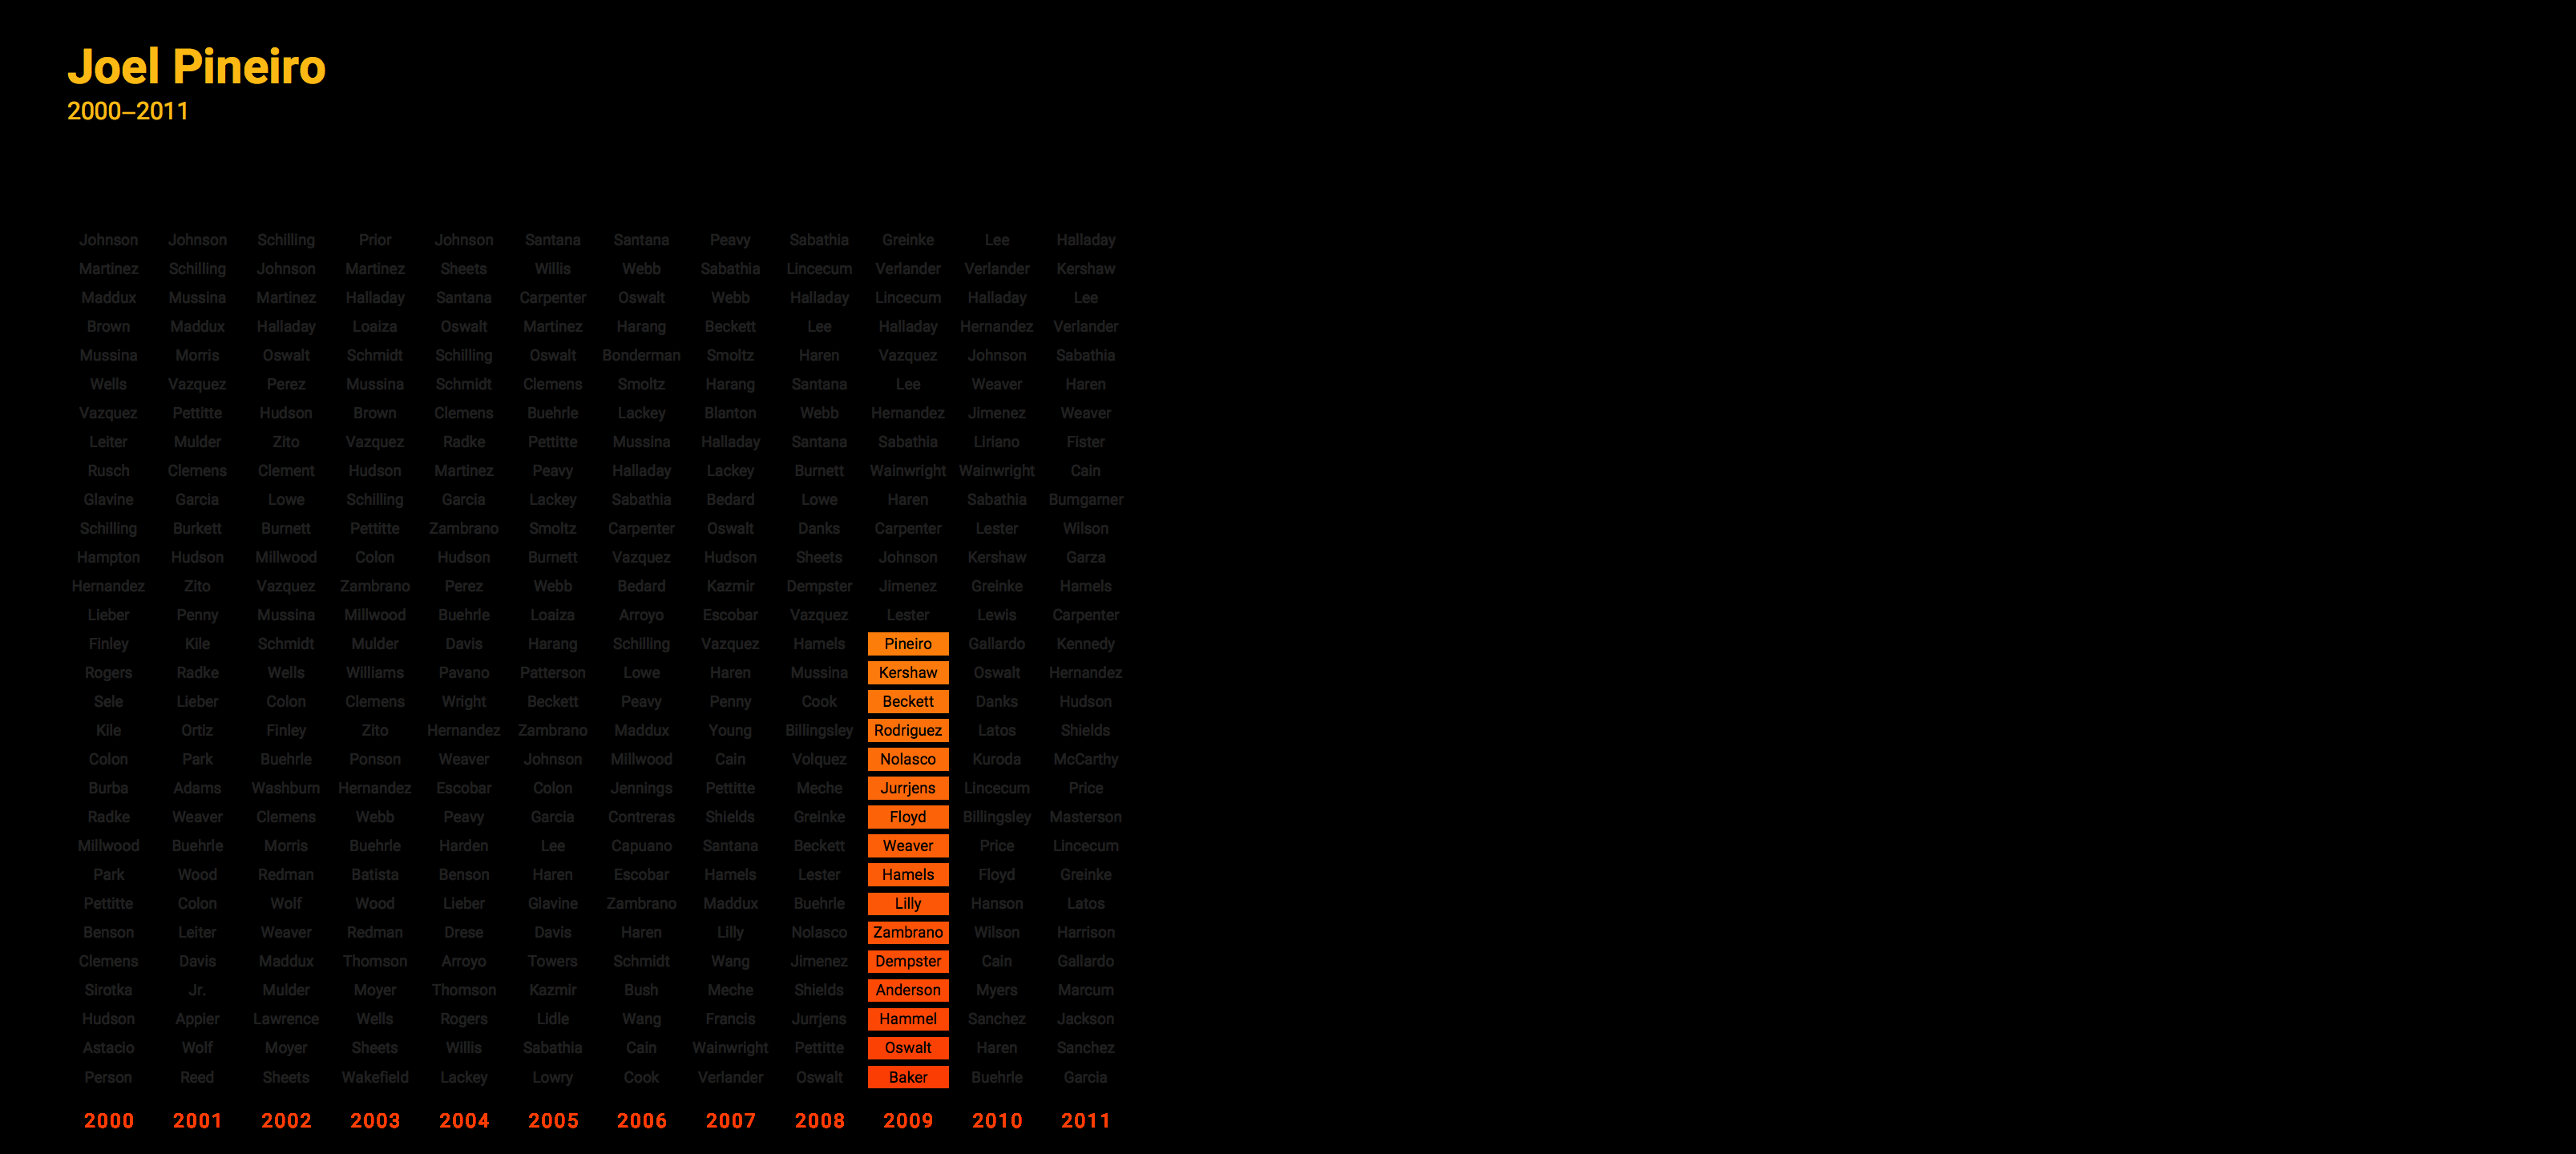 Joel Pineiro
2000–2011
Johnson Johnson Schilling Prior Johnson Santana Santana Peavy Sabathia Greinke Lee Halladay
Martinez Schilling Johnson Martinez Sheets Willis Webb Sabathia Lincecum Verlander Verlander Kershaw
Maddux Mussina Martinez Halladay Santana Carpenter Oswalt Webb Halladay Lincecum Halladay Lee
Brown Maddux Halladay Loaiza Oswalt Martinez Harang Beckett Lee Halladay Hernandez Verlander
Mussina Morris Oswalt Schmidt Schilling Oswalt Bonderman Smoltz Haren Vazquez Johnson Sabathia
Wells Vazquez Perez Mussina Schmidt Clemens Smoltz Harang Santana Lee Weaver Haren
Vazquez Pettitte Hudson Brown Clemens Buehrle Lackey Blanton Webb Hernandez Jimenez Weaver
Leiter Mulder Zito Vazquez Radke Pettitte Mussina Halladay Santana Sabathia Liriano Fister
Rusch Clemens Clement Hudson Martinez Peavy Halladay Lackey Burnett Wainwright Wainwright Cain
Glavine Garcia Lowe Schilling Garcia Lackey Sabathia Bedard Lowe Haren Sabathia Bumgarner
Schilling Burkett Burnett Pettitte Zambrano Smoltz Carpenter Oswalt Danks Carpenter Lester Wilson
Hampton Hudson Millwood Colon Hudson Burnett Vazquez Hudson Sheets Johnson Kershaw Garza
Hernandez Zito Vazquez Zambrano Perez Webb Bedard Kazmir Dempster Jimenez Greinke Hamels
Lieber Penny Mussina Millwood Buehrle Loaiza Arroyo Escobar Vazquez Lester Lewis Carpenter
Finley Kile Schmidt Mulder Davis Harang Schilling Vazquez Hamels Pineiro Gallardo Kennedy
Rogers Radke Wells Williams Pavano Patterson Lowe Haren Mussina Kershaw Oswalt Hernandez
Sele Lieber Colon Clemens Wright Beckett Peavy Penny Cook Beckett Danks Hudson
Kile Ortiz Finley Zito Hernandez Zambrano Maddux Young Billingsley Rodriguez Latos Shields
Colon Park Buehrle Ponson Weaver Johnson Millwood Cain Volquez Nolasco Kuroda McCarthy
Burba Adams Washburn Hernandez Escobar Colon Jennings Pettitte Meche Jurrjens Lincecum Price
Radke Weaver Clemens Webb Peavy Garcia Contreras Shields Greinke Floyd Billingsley Masterson
Millwood Buehrle Morris Buehrle Harden Lee Capuano Santana Beckett Weaver Price Lincecum
Park Wood Redman Batista Benson Haren Escobar Hamels Lester Hamels Floyd Greinke
Pettitte Colon Wolf Wood Lieber Glavine Zambrano Maddux Buehrle Lilly Hanson Latos
Benson Leiter Weaver Redman Drese Davis Haren Lilly Nolasco Zambrano Wilson Harrison
Clemens Davis Maddux Thomson Arroyo Towers Schmidt Wang Jimenez Dempster Cain Gallardo
Sirotka Jr. Mulder Moyer Thomson Kazmir Bush Meche Shields Anderson Myers Marcum
Hudson Appier Lawrence Wells Rogers Lidle Wang Francis Jurrjens Hammel Sanchez Jackson
Astacio Wolf Moyer Sheets Willis Sabathia Cain Wainwright Pettitte Oswalt Haren Sanchez
Person Reed Sheets Wakefield Lackey Lowry Cook Verlander Oswalt Baker Buehrle Garcia
2000 2001 2002 2003 2004 2005 2006 2007 2008 2009 2010 2011